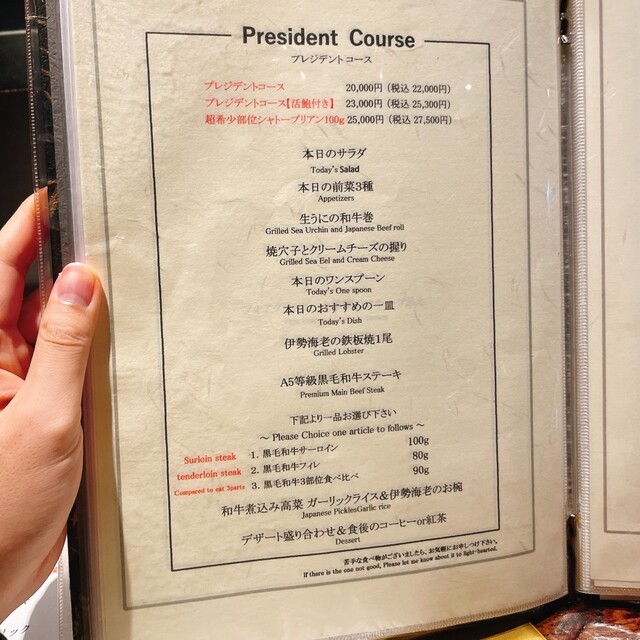 President Course
プレジデントコース
プレジデントコース 20,000円（税込 22,000円）
プレジデントコース【活鮑付き】 23,000円（税込 25,300円）
超希少部位シャトーブリアン100g 25,000円（税込 27,500円）
本日のサラダ
Today's Salad
本日の前菜3種
Appetizers
生うにの和牛巻
Grilled Sea Urchin and Japanese Beef roll
焼穴子とクリームチーズの握り
Grilled Sea Eel and Cream Cheese
本日のワンスプーン
Today's One spoon
本日のおすすめの一皿
Today's Dish
伊勢海老の鉄板焼1尾
Grilled Lobster
A5等級黒毛和牛ステーキ
Premium Main Beef Steak
下記より一品お選び下さい
～ Please Choice one article to follows ～
Surloin steak 1. 黒毛和牛サーロイン 100g
tenderloin steak 2. 黒毛和牛フィレ 80g
Compared to eat 3parts 3. 黒毛和牛3部位食べ比べ 90g
和牛煮込み高菜 ガーリックライス＆伊勢海老のお椀
Japanese PicklesGarlic rice
デザート盛り合わせ＆食後のコーヒーor紅茶
Dessert
苦手な食べ物がございましたら、お気軽にお申しつけ下さい。
If there is the one not good, Please let me know about it to light-hearted.